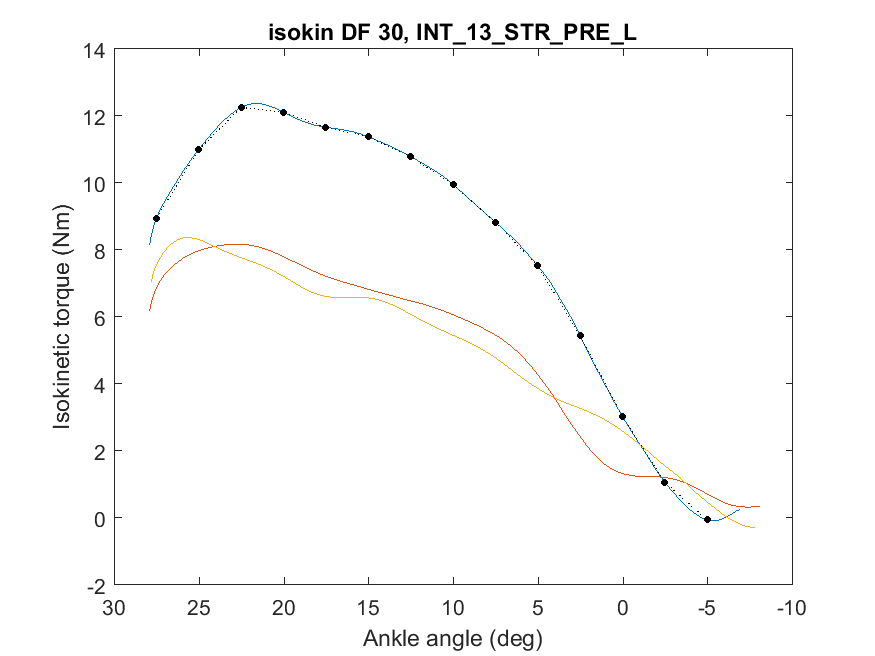 isokin DF 30, INT_13_STR_PRE_L
14
12
10
8
6
4
2
0
-2
Isokinetic torque (Nm)
30 25 20 15 10 5 0 -5 -10
Ankle angle (deg)